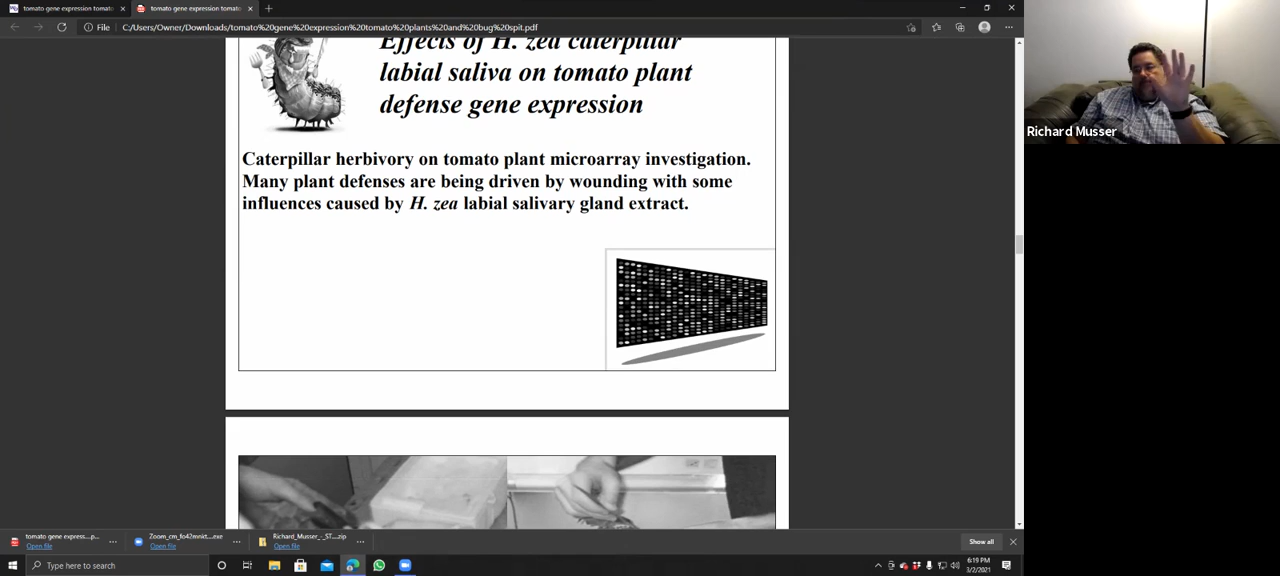 tomato gene expression tomato
tomato gene expression tomato
File
C:/Users/Owner/Downloads/tomato%20gene%20expression%20tomato%20plants%20and%20bug%20spit.pdf
Effects of H. zea caterpillar
labial saliva on tomato plant
defense gene expression
Richard Musser
Caterpillar herbivory on tomato plant microarray investigation.
Many plant defenses are being driven by wounding with some
influences caused by H. zea labial salivary gland extract.
tomato gene express....p...
Open file
Zoom_cm_fo42mnkt....exe
Open file
Richard_Musser_-_ST....zip
Open file
Show all
Type here to search
6:19 PM
3/2/2021